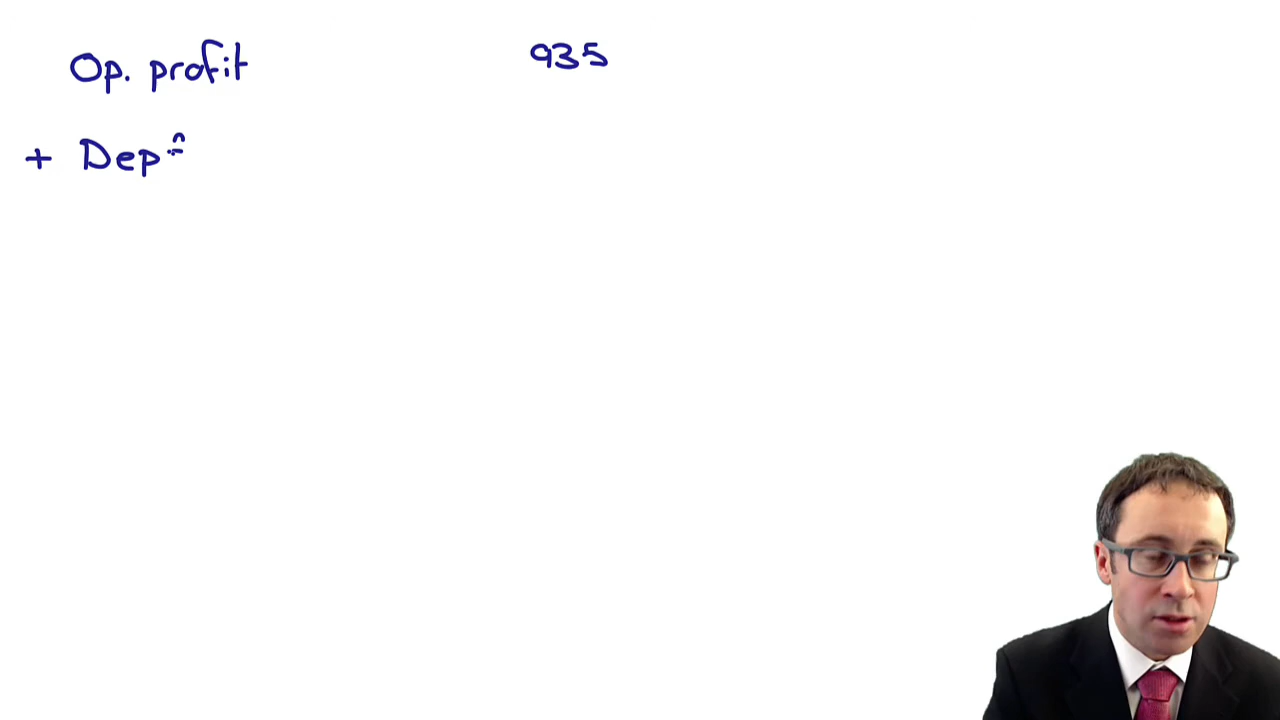 Op. profit 935
+ Depⁿ